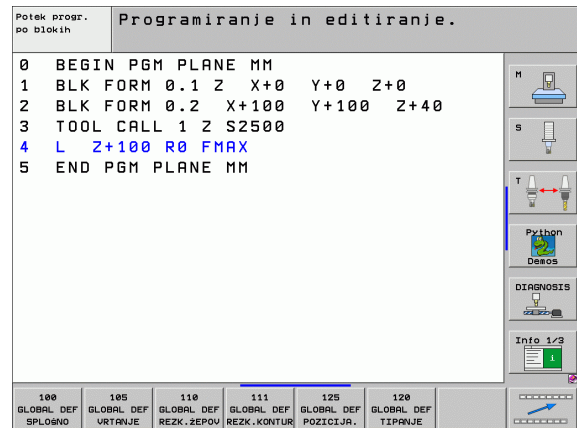 Potek progr.
po blokih
Programiranje in editiranje.
0 BEGIN PGM PLANE MM
1 BLK FORM 0.1 Z X+0 Y+0 Z+0
2 BLK FORM 0.2 X+100 Y+100 Z+40
3 TOOL CALL 1 Z S2500
4 L Z+100 R0 FMAX
5 END PGM PLANE MM
M
S
T
Python
Demos
DIAGNOSIS
Info 1/3
i
100
GLOBAL DEF
SPLOŠNO
105
GLOBAL DEF
VRTANJE
110
GLOBAL DEF
REZK.ŽEPOV
111
GLOBAL DEF
REZK.KONTUR
125
GLOBAL DEF
POZICIJA.
120
GLOBAL DEF
TIPANJE